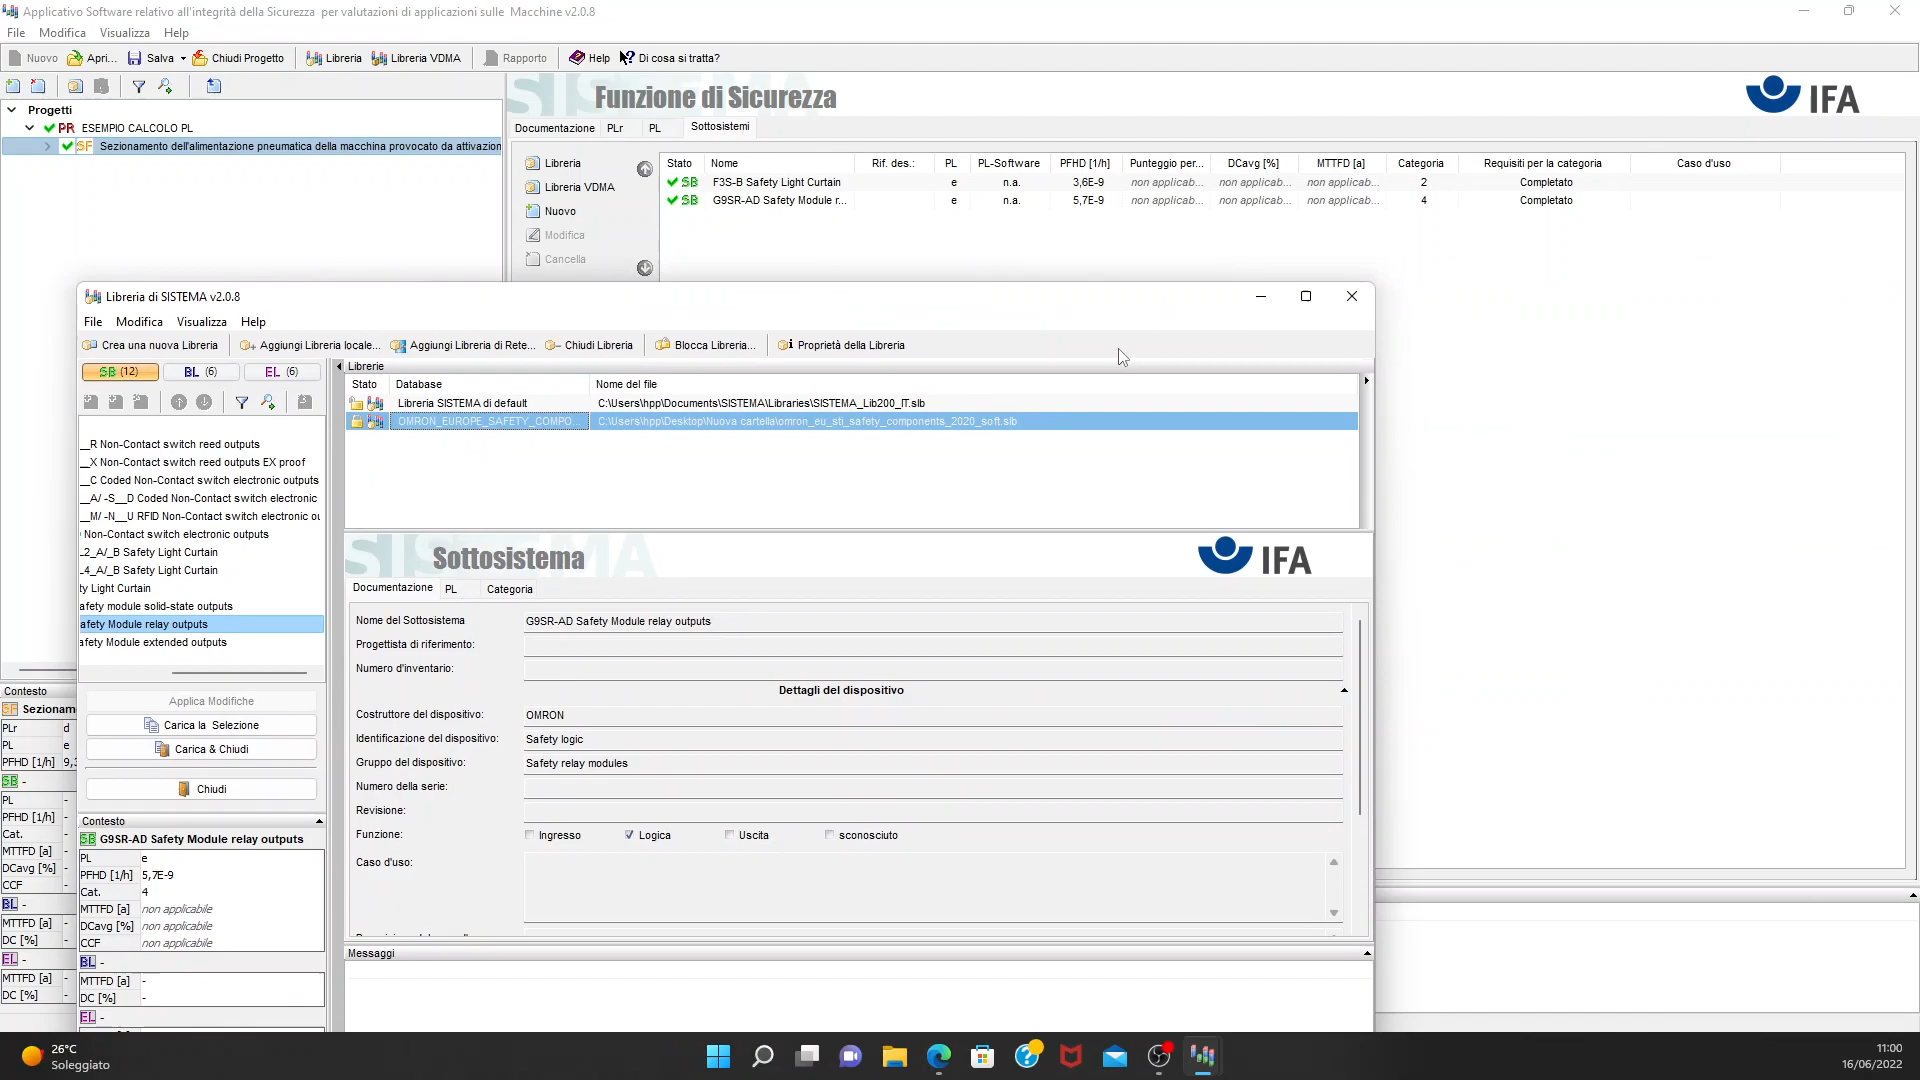 Applicativo Software relativo all'integrità della Sicurezza per valutazioni di applicazioni sulle Macchine v2.0.8
File Modifica Visualizza Help
Nuovo Apri... Salva Chiudi Progetto Libreria Libreria VDMA Rapporto Help Di cosa si tratta?
Progetti
PR ESEMPIO CALCOLO PL
SF Sezionamento dell'alimentazione pneumatica della macchina provocato da attivazion
Funzione di Sicurezza
IFA
Documentazione PLr PL Sottosistemi
Libreria
Libreria VDMA
Nuovo
Modifica
Cancella
Stato Nome Rif. des.: PL PL-Software PFHD [1/h] Punteggio per... DCavg [%] MTTFD [a] Categoria Requisiti per la categoria Caso d'uso
SB F3S-B Safety Light Curtain e n.a. 3,6E-9 non applicab... non applicab... non applicab... 2 Completato
SB G9SR-AD Safety Module r... e n.a. 5,7E-9 non applicab... non applicab... non applicab... 4 Completato
Libreria di SISTEMA v2.0.8
File Modifica Visualizza Help
Crea una nuova Libreria Aggiungi Libreria locale... Aggiungi Libreria di Rete... Chiudi Libreria Blocca Libreria... Proprietà della Libreria
SB (12) BL (6) EL (6)
__R Non-Contact switch reed outputs
__X Non-Contact switch reed outputs EX proof
__C Coded Non-Contact switch electronic outputs
__A/ -S__D Coded Non-Contact switch electronic
__M/ -N__U RFID Non-Contact switch electronic ou
Non-Contact switch electronic outputs
L2_A/_B Safety Light Curtain
L4_A/_B Safety Light Curtain
ty Light Curtain
afety module solid-state outputs
afety Module relay outputs
afety Module extended outputs
Applica Modifiche
Carica la Selezione
Carica & Chiudi
Chiudi
Librerie
Stato Database Nome del file
Libreria SISTEMA di default C:\Users\hpp\Documents\SISTEMA\Libraries\SISTEMA_Lib200_IT.slb
OMRON_EUROPE_SAFETY_COMPO... C:\Users\hpp\Desktop\Nuova cartella\omron_eu_sti_safety_components_2020_soft.slb
Sottosistema
IFA
Documentazione PL Categoria
Nome del Sottosistema G9SR-AD Safety Module relay outputs
Progettista di riferimento:
Numero d'inventario:
Dettagli del dispositivo
Costruttore del dispositivo: OMRON
Identificazione del dispositivo: Safety logic
Gruppo del dispositivo: Safety relay modules
Numero della serie:
Revisione:
Funzione: Ingresso Logica Uscita sconosciuto
Caso d'uso:
Messaggi
Contesto
SF Sezionam
PLr d
PL e
PFHD [1/h] 9,3
SB -
PL -
PFHD [1/h] -
Cat. -
MTTFD [a] -
DCavg [%] -
CCF -
BL -
MTTFD [a] -
DC [%] -
EL -
MTTFD [a] -
DC [%] -
Contesto
SB G9SR-AD Safety Module relay outputs
PL e
PFHD [1/h] 5,7E-9
Cat. 4
MTTFD [a] non applicabile
DCavg [%] non applicabile
CCF non applicabile
BL -
MTTFD [a] -
DC [%] -
EL -
26°C
Soleggiato
11:00
16/06/2022